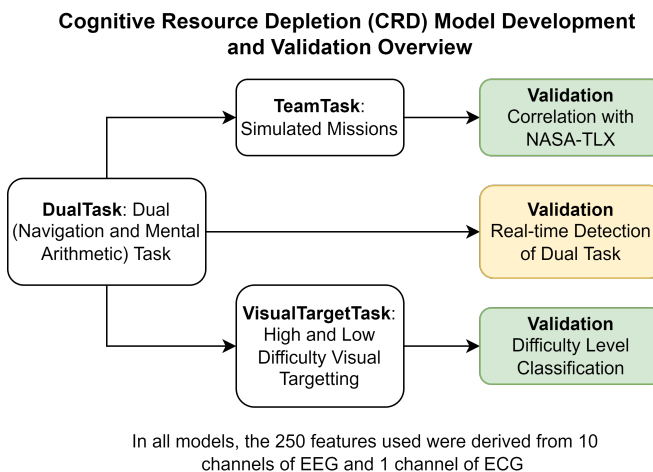 Cognitive Resource Depletion (CRD) Model Development
and Validation Overview
TeamTask:
Simulated Missions
Validation
Correlation with
NASA-TLX
DualTask: Dual
(Navigation and Mental
Arithmetic) Task
Validation
Real-time Detection
of Dual Task
VisualTargetTask:
High and Low
Difficulty Visual
Targetting
Validation
Difficulty Level
Classification
In all models, the 250 features used were derived from 10
channels of EEG and 1 channel of ECG